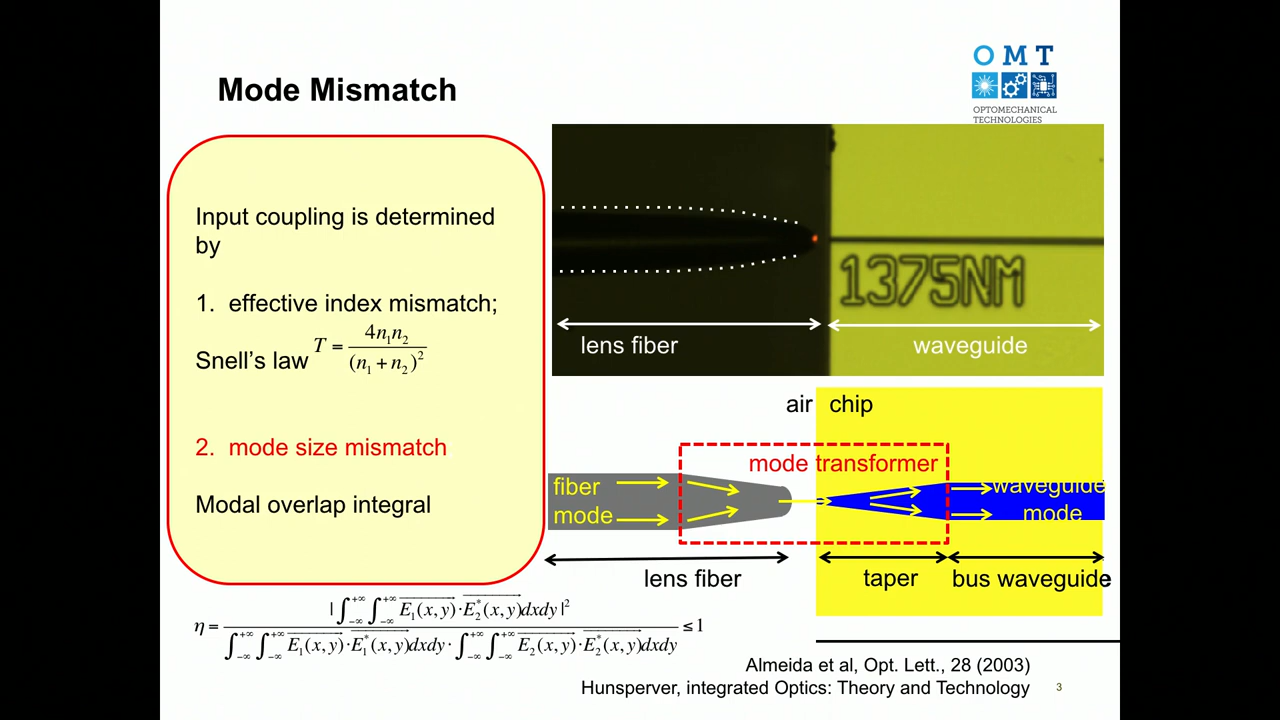 Mode Mismatch
O M T
OPTOMECHANICAL
TECHNOLOGIES
Input coupling is determined
by
1. effective index mismatch;
Snell's law T = 4n₁n₂ / (n₁ + n₂)²
2. mode size mismatch
Modal overlap integral
1375NM
lens fiber
waveguide
air
chip
mode transformer
fiber
mode
waveguide
mode
lens fiber
taper
bus waveguide
η = |∫_{-∞}^{+∞}∫_{-∞}^{+∞} E₁(x, y)·E₂*(x, y)dxdy|² / ∫_{-∞}^{+∞}∫_{-∞}^{+∞} E₁(x, y)·E₁*(x, y)dxdy · ∫_{-∞}^{+∞}∫_{-∞}^{+∞} E₂(x, y)·E₂*(x, y)dxdy ≤ 1
Almeida et al, Opt. Lett., 28 (2003)
Hunsperver, integrated Optics: Theory and Technology
3